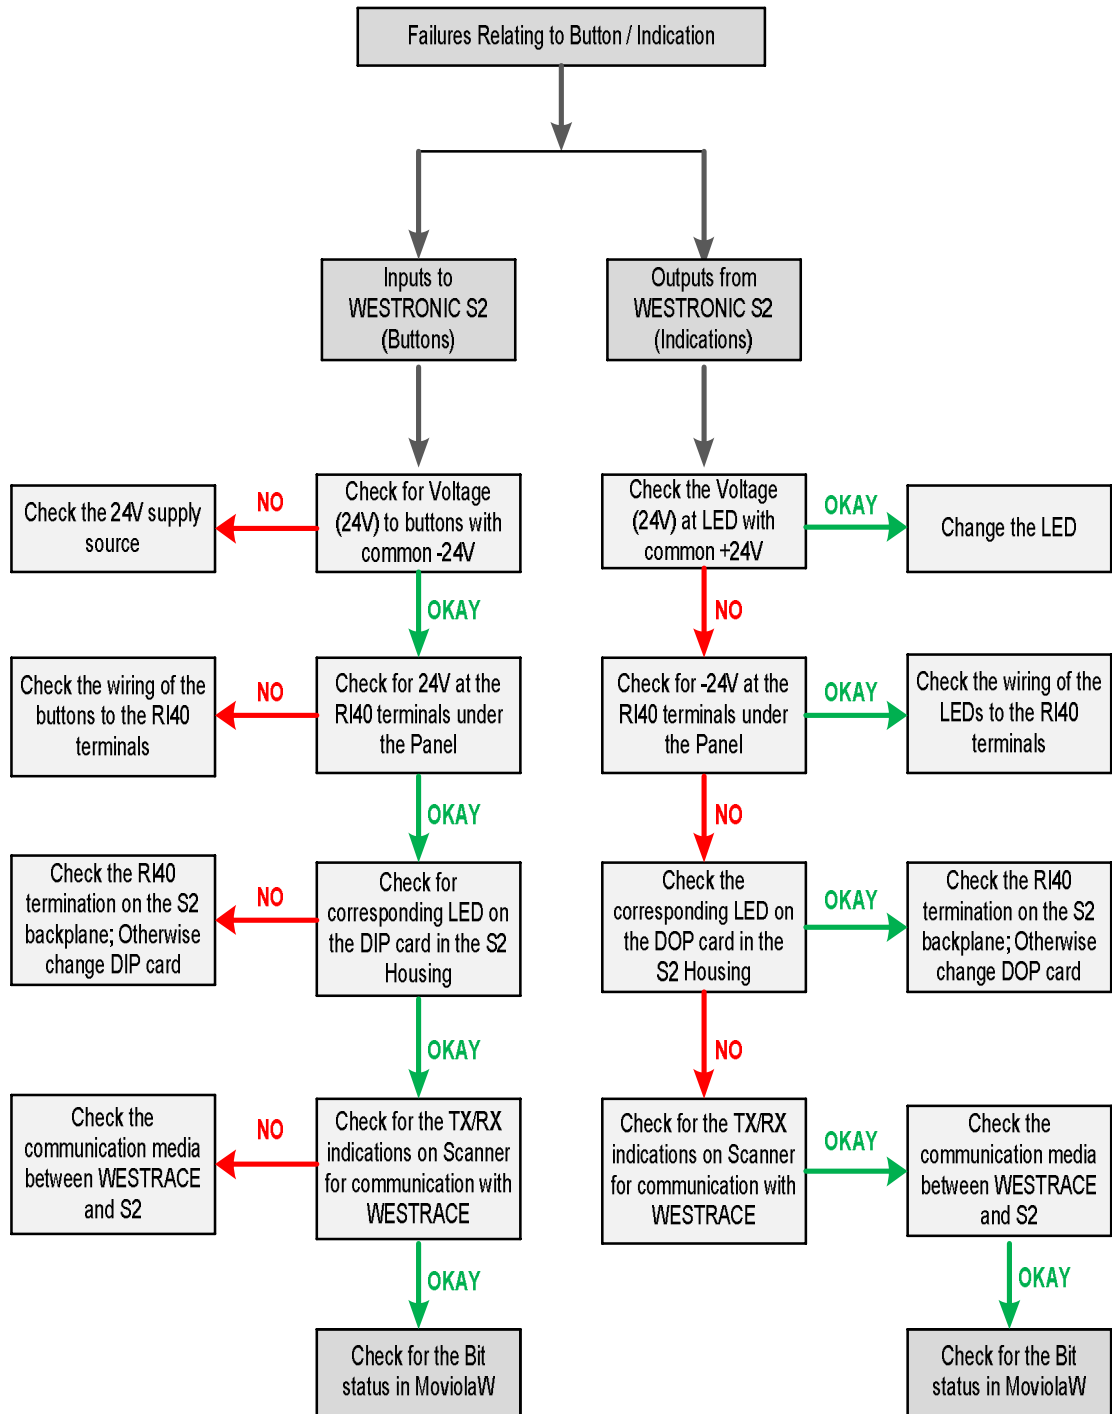 Failures Relating to Button / Indication
Inputs to
WESTRONIC S2
(Buttons)
Outputs from
WESTRONIC S2
(Indications)
Check the 24V supply
source
NO
Check for Voltage
(24V) to buttons with
common -24V
Check the Voltage
(24V) at LED with
common +24V
OKAY
Change the LED
OKAY
NO
Check the wiring of the
buttons to the RI40
terminals
NO
Check for 24V at the
RI40 terminals under
the Panel
Check for -24V at the
RI40 terminals under
the Panel
OKAY
Check the wiring of the
LEDs to the RI40
terminals
OKAY
NO
Check the RI40
termination on the S2
backplane; Otherwise
change DIP card
NO
Check for
corresponding LED on
the DIP card in the S2
Housing
Check the
corresponding LED on
the DOP card in the
S2 Housing
OKAY
Check the RI40
termination on the S2
backplane; Otherwise
change DOP card
OKAY
NO
Check the
communication media
between WESTRACE
and S2
NO
Check for the TX/RX
indications on Scanner
for communication with
WESTRACE
Check for the TX/RX
indications on Scanner
for communication with
WESTRACE
OKAY
Check the
communication media
between WESTRACE
and S2
OKAY
OKAY
Check for the Bit
status in MoviolaW
Check for the Bit
status in MoviolaW